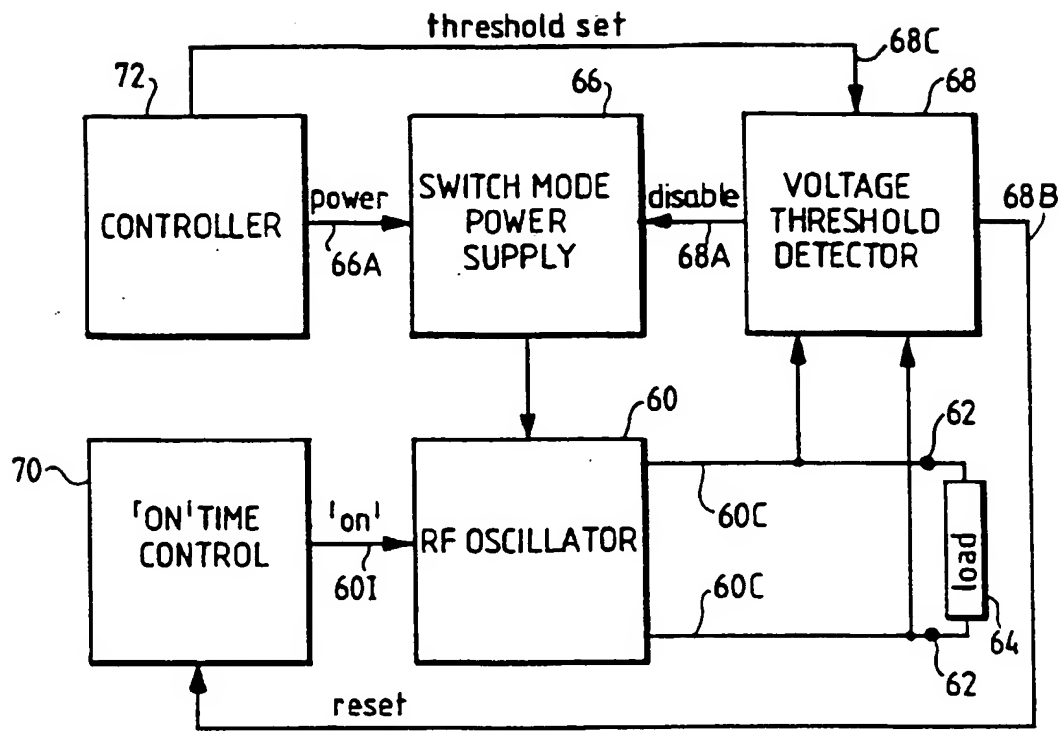 threshold set
68C
72
66
68
CONTROLLER
power
66A
SWITCH MODE
POWER
SUPPLY
disable
68A
VOLTAGE
THRESHOLD
DETECTOR
68B
60
62
70
'ON' TIME
CONTROL
'on'
60I
RF OSCILLATOR
60C
60C
load
64
62
reset